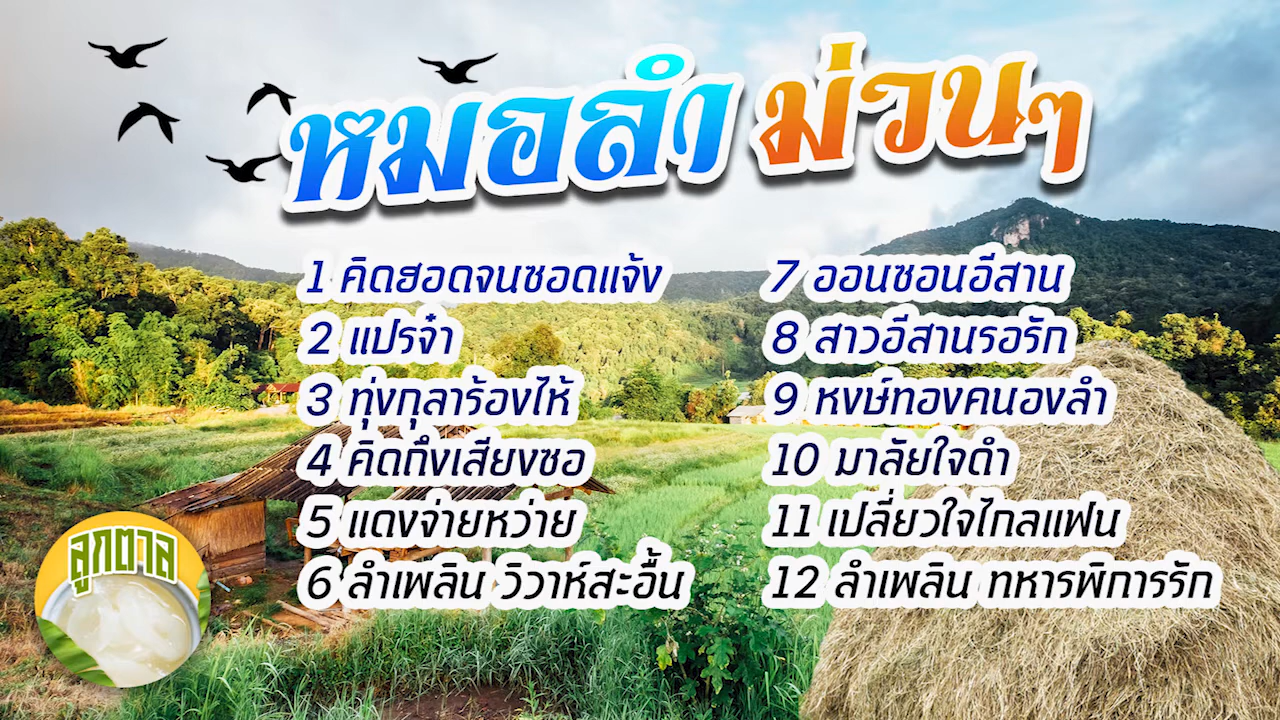 หมอลำ ม่วนๆ
1 คิดฮอดจนซอดแจ้ง
2 แปรจ๋า
3 ทุ่งกุลาร้องไห้
4 คิดถึงเสียงซอ
5 แดงจ่ายหว่าย
6 ลำเพลิน วิวาห์สะอื้น
7 ออนซอนอีสาน
8 สาวอีสานรอรัก
9 หงษ์ทองคนองลำ
10 มาลัยใจดำ
11 เปลี่ยวใจไกลแฟน
12 ลำเพลิน ทหารพิการรัก
ลูกตาล